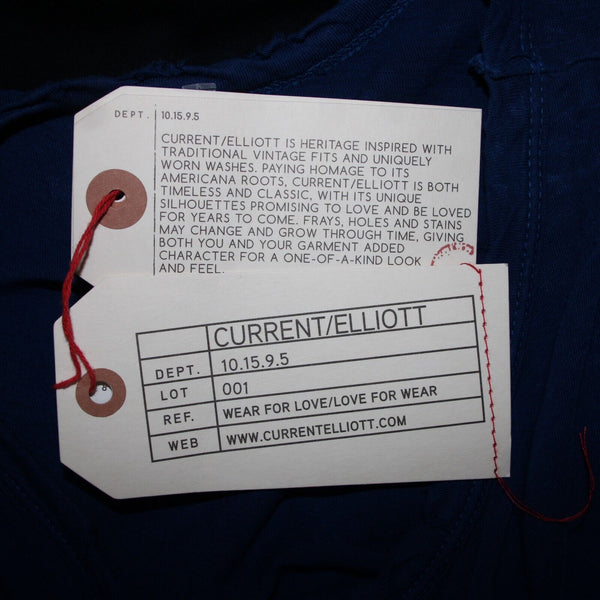 DEPT. 10.15.9.5
CURRENT/ELLIOTT IS HERITAGE INSPIRED WITH
TRADITIONAL VINTAGE FITS AND UNIQUELY
WORN WASHES. PAYING HOMAGE TO ITS
AMERICANA ROOTS, CURRENT/ELLIOTT IS BOTH
TIMELESS AND CLASSIC, WITH ITS UNIQUE
SILHOUETTES PROMISING TO LOVE AND BE LOVED
FOR YEARS TO COME. FRAYS, HOLES AND STAINS
MAY CHANGE AND GROW THROUGH TIME, GIVING
BOTH YOU AND YOUR GARMENT ADDED
CHARACTER FOR A ONE-OF-A-KIND LOOK
AND FEEL.
CURRENT/ELLIOTT
DEPT. 10.15.9.5
LOT 001
REF. WEAR FOR LOVE/LOVE FOR WEAR
WEB WWW.CURRENTELLIOTT.COM